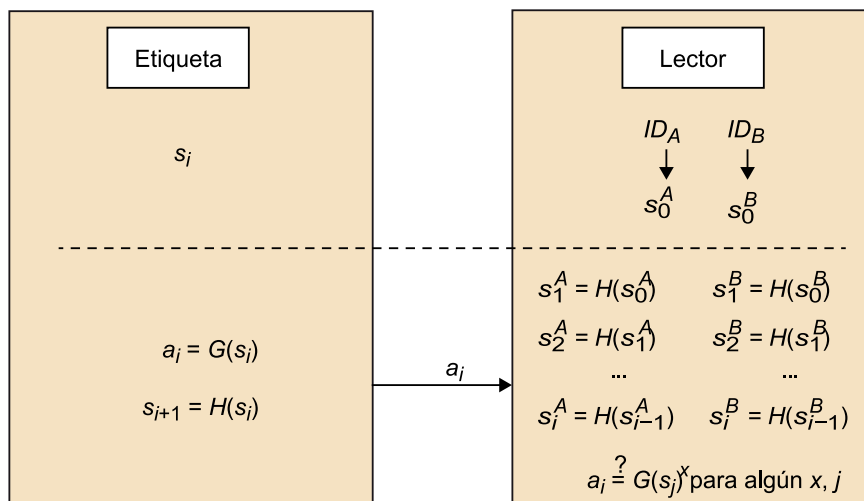 Etiqueta
s_i
a_i = G(s_i)
s_{i+1} = H(s_i)
a_i
Lector
ID_A ID_B
s_0^A s_0^B
s_1^A = H(s_0^A) s_1^B = H(s_0^B)
s_2^A = H(s_1^A) s_2^B = H(s_1^B)
... ...
s_i^A = H(s_{i−1}^A) s_i^B = H(s_{i−1}^B)
?
a_i = G(s_j)^x para algún x, j